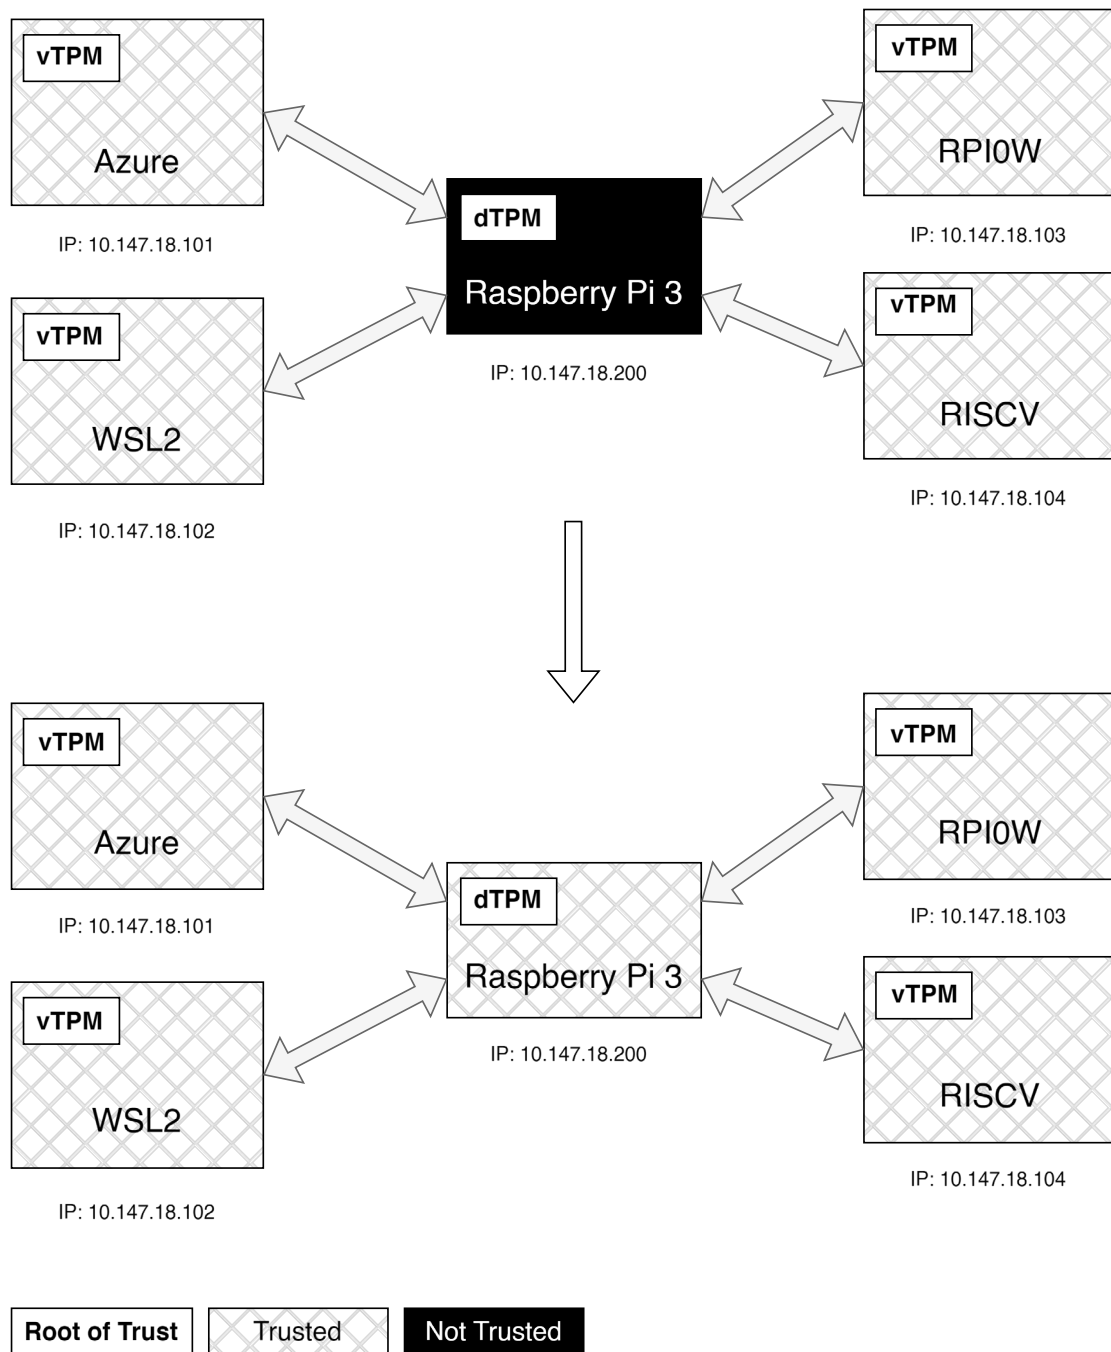 vTPM
Azure
IP: 10.147.18.101
vTPM
RPI0W
IP: 10.147.18.103
dTPM
Raspberry Pi 3
IP: 10.147.18.200
vTPM
WSL2
IP: 10.147.18.102
vTPM
RISCV
IP: 10.147.18.104
vTPM
Azure
IP: 10.147.18.101
vTPM
RPI0W
IP: 10.147.18.103
dTPM
Raspberry Pi 3
IP: 10.147.18.200
vTPM
WSL2
IP: 10.147.18.102
vTPM
RISCV
IP: 10.147.18.104
Root of Trust
Trusted
Not Trusted